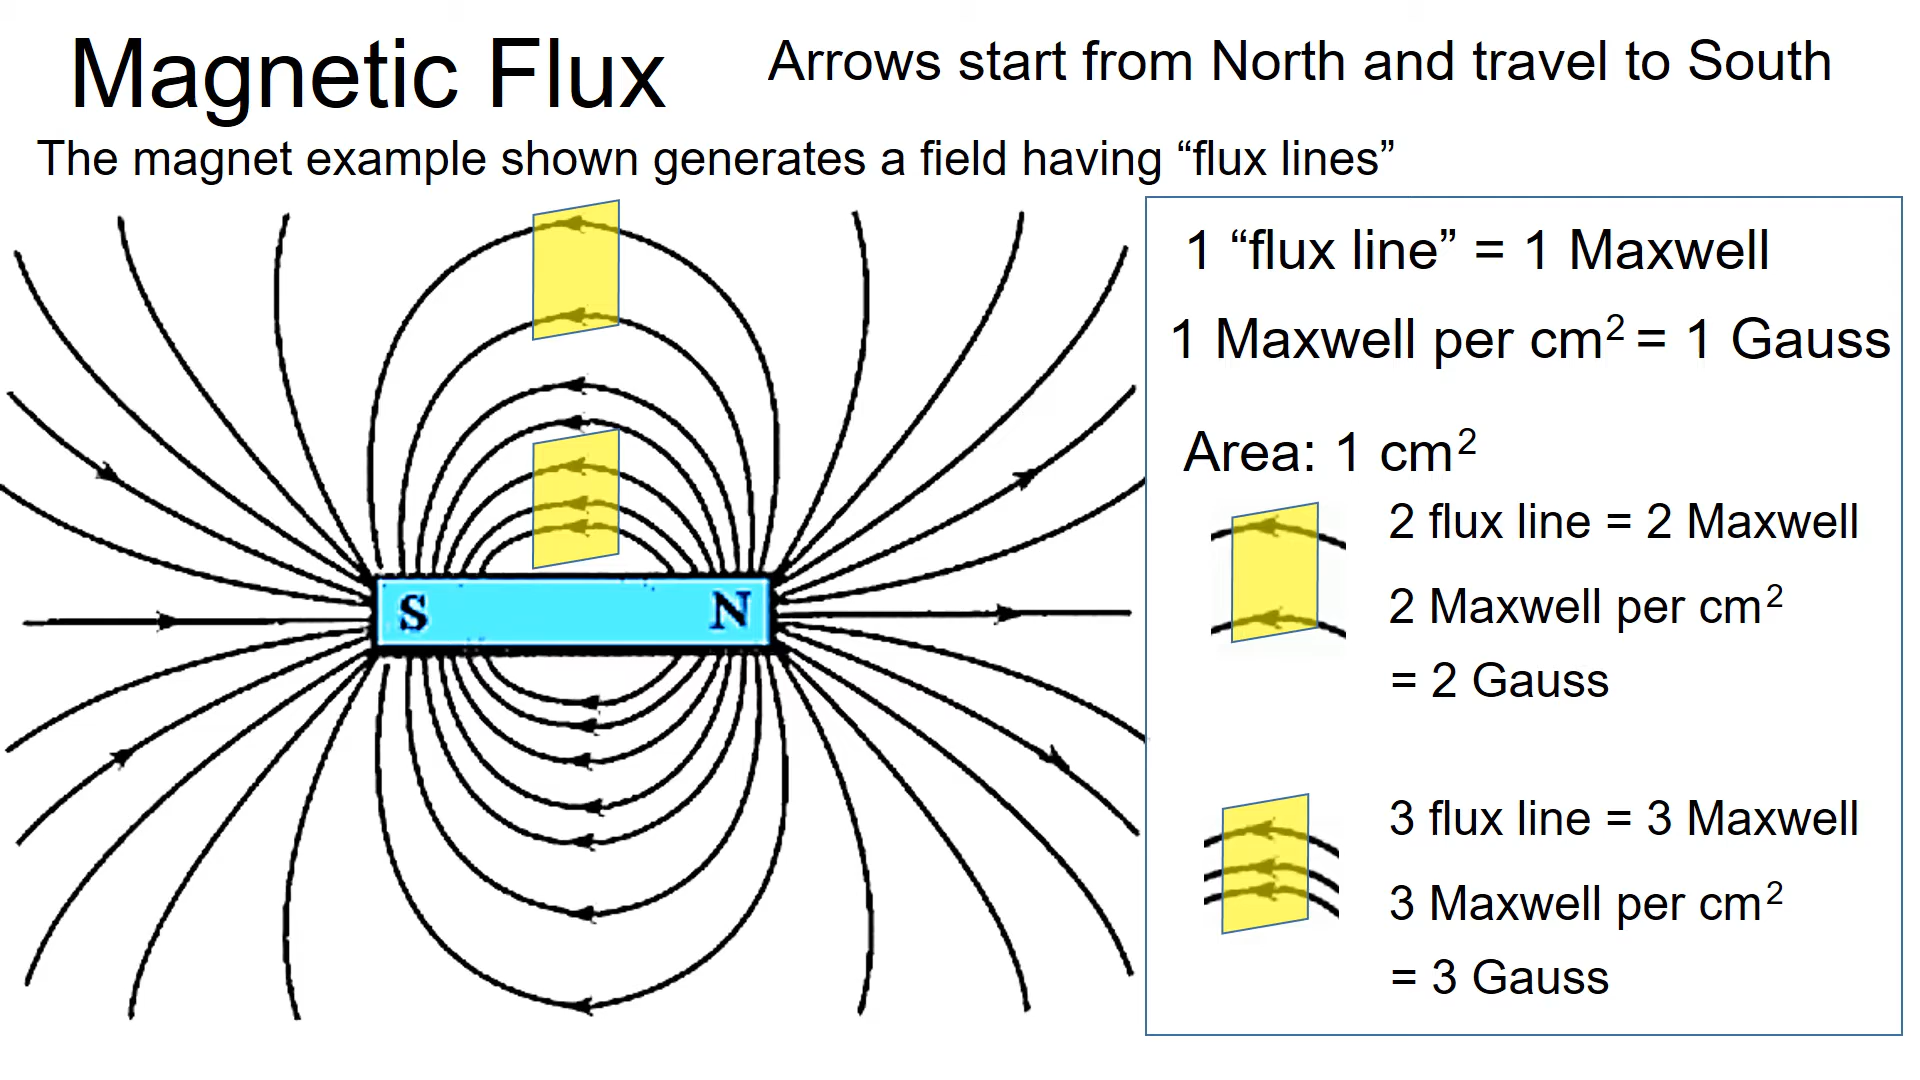 Magnetic Flux
Arrows start from North and travel to South
The magnet example shown generates a field having “flux lines”
S
N
1 “flux line” = 1 Maxwell
1 Maxwell per cm² = 1 Gauss
Area: 1 cm²
2 flux line = 2 Maxwell
2 Maxwell per cm²
= 2 Gauss
3 flux line = 3 Maxwell
3 Maxwell per cm²
= 3 Gauss